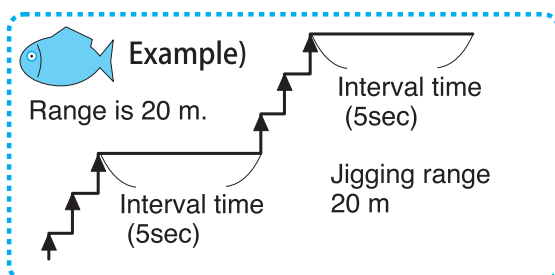 Example)
Range is 20 m.
Interval time
(5sec)
Interval time
(5sec)
Jigging range
20 m